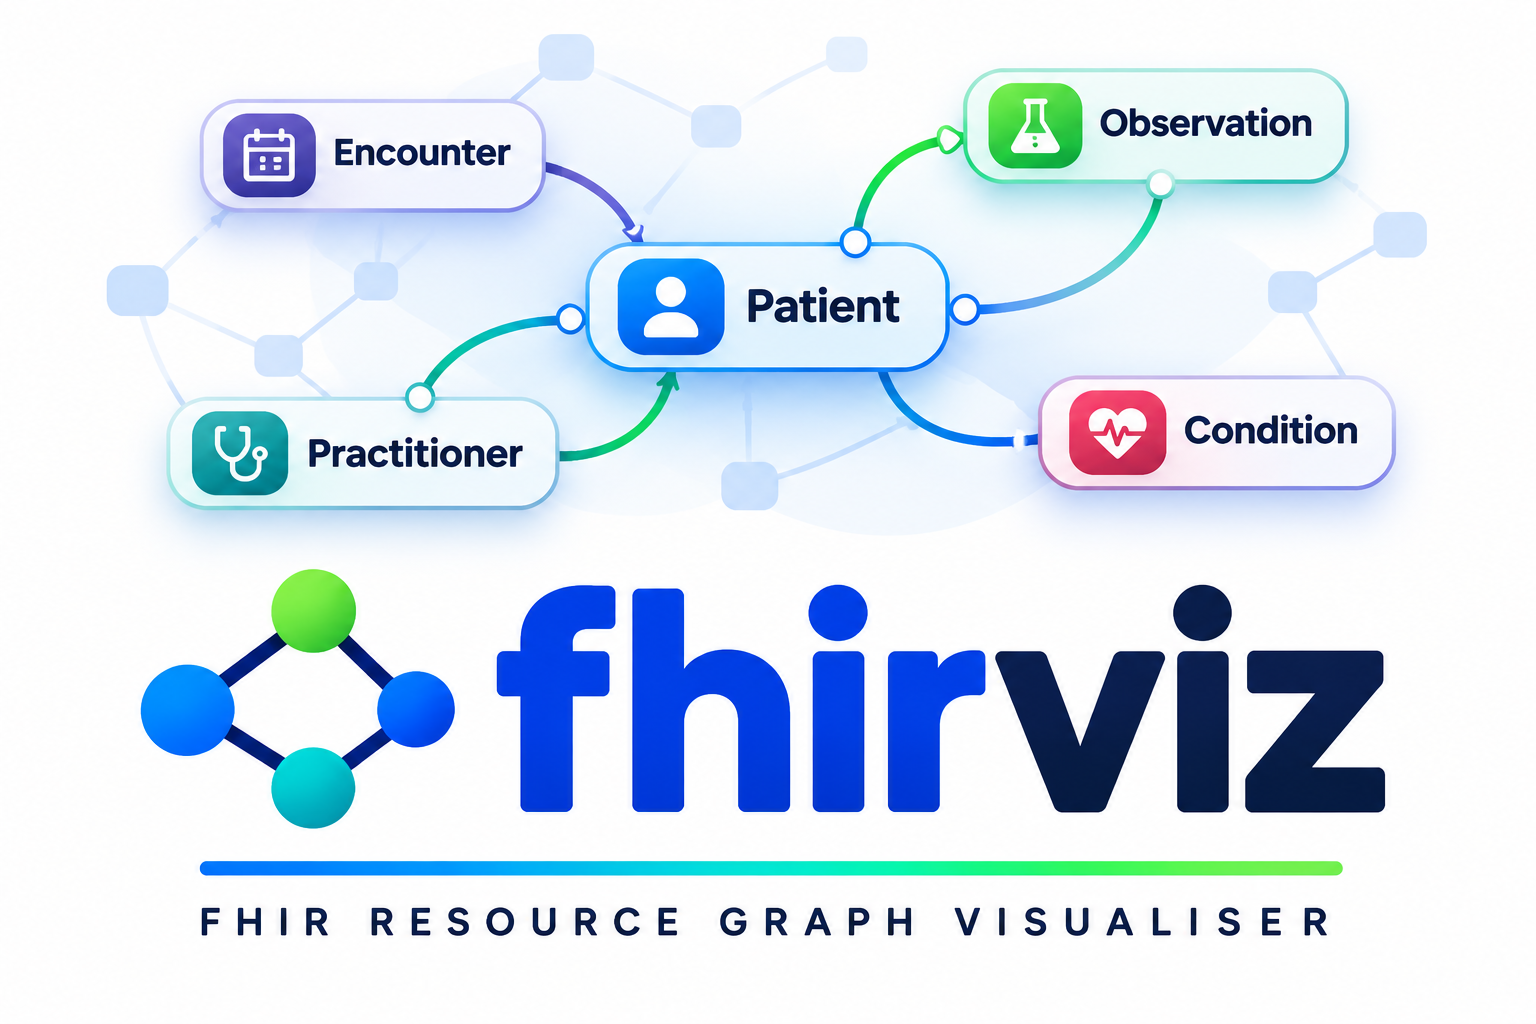 Encounter
Observation
Patient
Practitioner
Condition
fhirviz
FHIR RESOURCE GRAPH VISUALISER